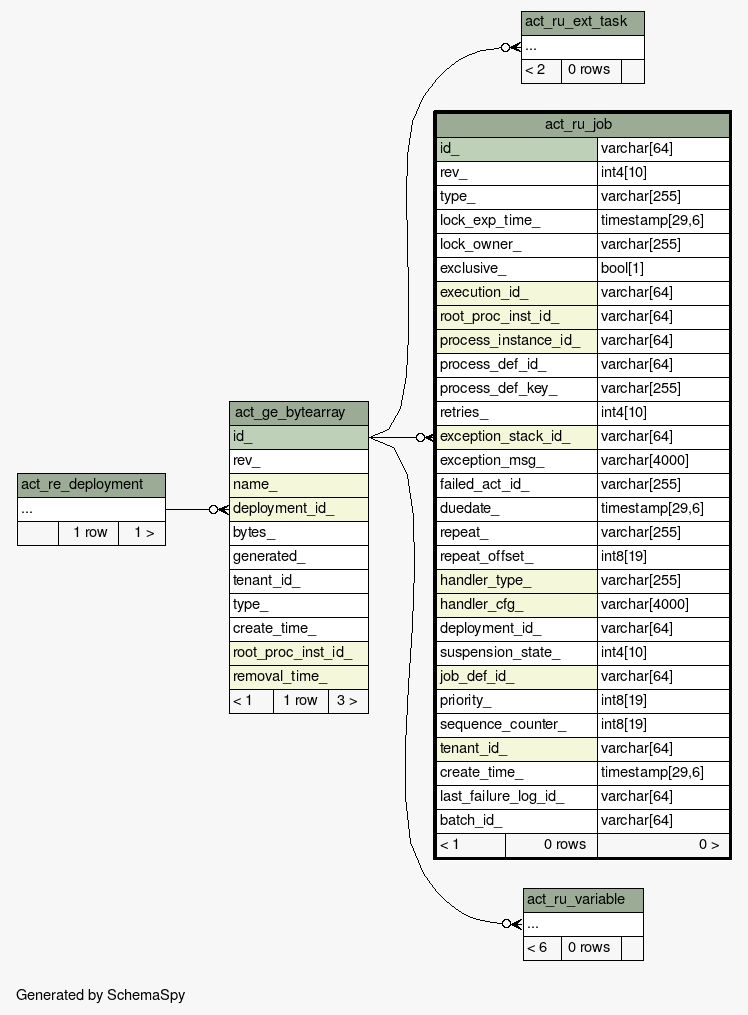 act_ru_ext_task
...
< 2 0 rows
act_ru_job
id_ varchar[64]
rev_ int4[10]
type_ varchar[255]
lock_exp_time_ timestamp[29,6]
lock_owner_ varchar[255]
exclusive_ bool[1]
execution_id_ varchar[64]
root_proc_inst_id_ varchar[64]
process_instance_id_ varchar[64]
process_def_id_ varchar[64]
process_def_key_ varchar[255]
retries_ int4[10]
exception_stack_id_ varchar[64]
exception_msg_ varchar[4000]
failed_act_id_ varchar[255]
duedate_ timestamp[29,6]
repeat_ varchar[255]
repeat_offset_ int8[19]
handler_type_ varchar[255]
handler_cfg_ varchar[4000]
deployment_id_ varchar[64]
suspension_state_ int4[10]
job_def_id_ varchar[64]
priority_ int8[19]
sequence_counter_ int8[19]
tenant_id_ varchar[64]
create_time_ timestamp[29,6]
last_failure_log_id_ varchar[64]
batch_id_ varchar[64]
< 1 0 rows 0 >
act_ge_bytearray
id_
rev_
name_
deployment_id_
bytes_
generated_
tenant_id_
type_
create_time_
root_proc_inst_id_
removal_time_
< 1 1 row 3 >
act_re_deployment
...
1 row 1 >
act_ru_variable
...
< 6 0 rows
Generated by SchemaSpy